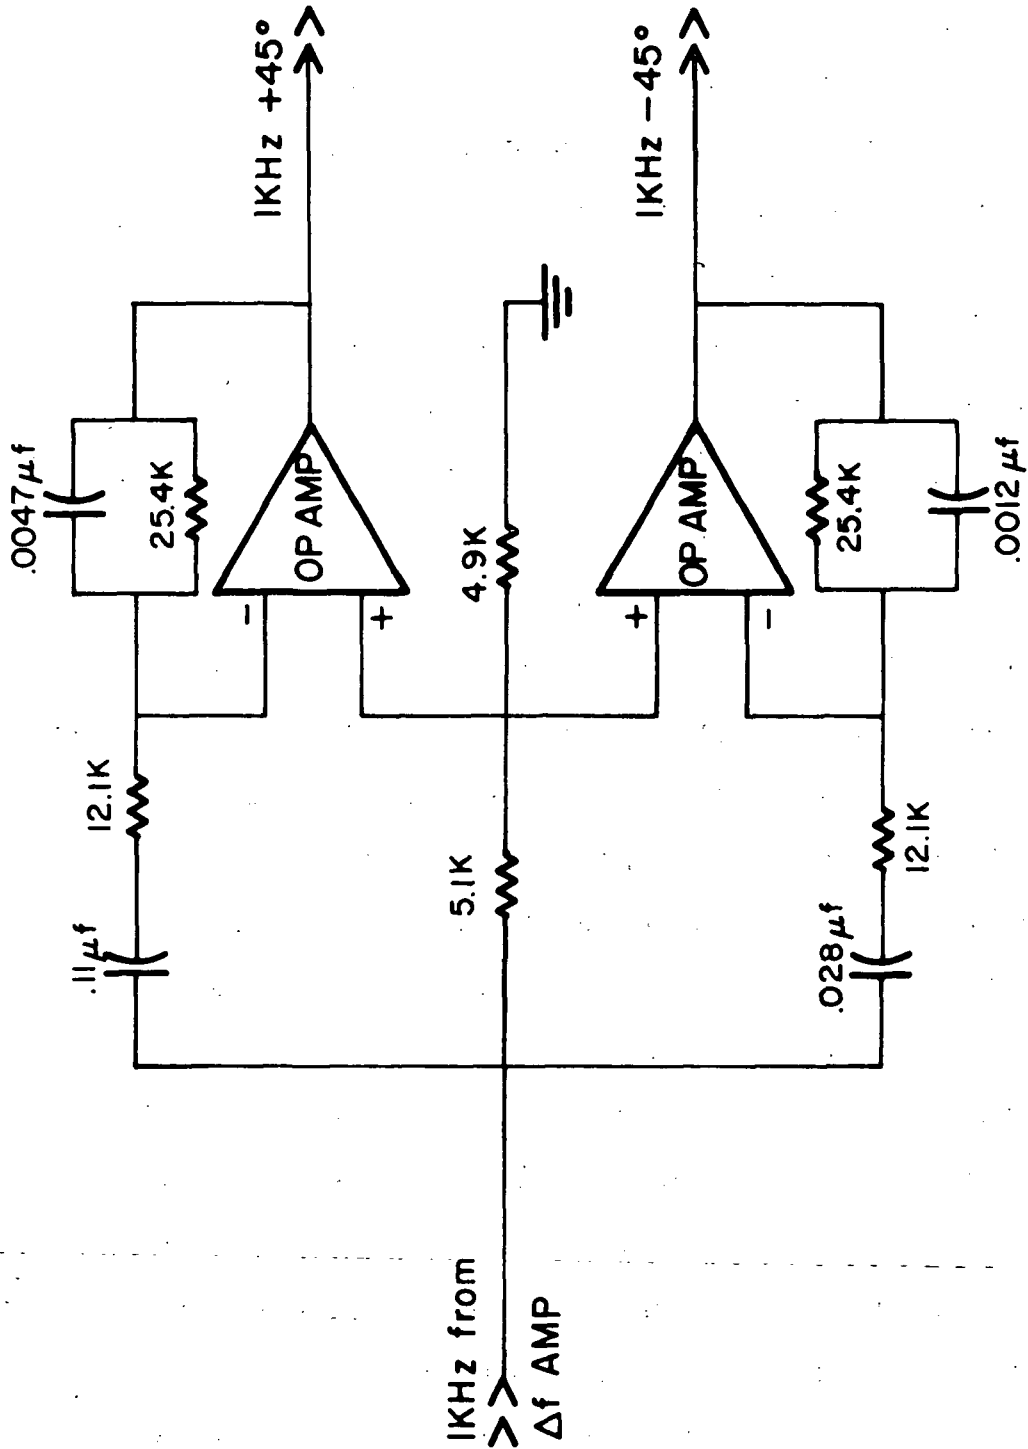 1KHz +45°
1KHz -45°
.0047μf
25.4K
OP AMP
-
+
12.1K
.11μf
4.9K
5.1K
OP AMP
+
-
25.4K
.0012μf
12.1K
.028μf
1KHz from
Δf AMP